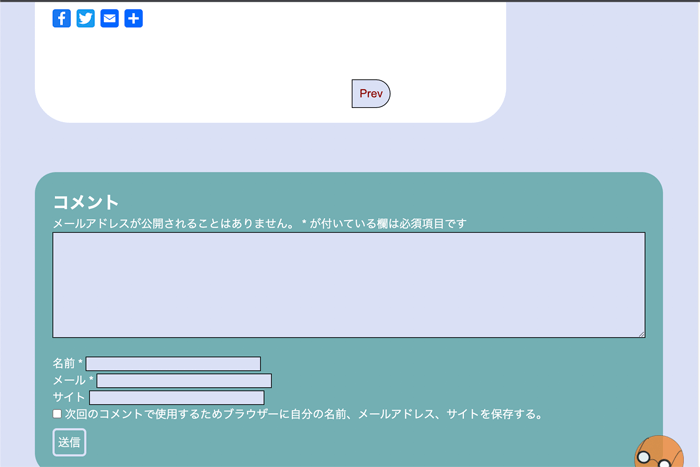 Prev
コメント
メールアドレスが公開されることはありません。 * が付いている欄は必須項目です
名前 *
メール *
サイト
次回のコメントで使用するためブラウザーに自分の名前、メールアドレス、サイトを保存する。
送信